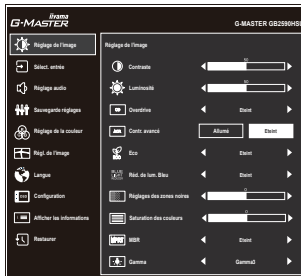 iiyama
G-MASTER
G-MASTER GB2590HS
Réglage de l'image
Sélect. entrée
Réglage audio
Sauvegarde réglages
Réglage de la couleur
Régl. de l'image
Langue
Configuration
Afficher les informations
Restaurer
Réglage de l'image
Contraste 50
Luminosité 50
Overdrive Eteint
Contr. avancé Allumé Eteint
Eco Eteint
Réd. de lum. Bleu Eteint
Réglages des zones noires 0
Saturation des couleurs 0
MBR Eteint
Gamma Gamma3